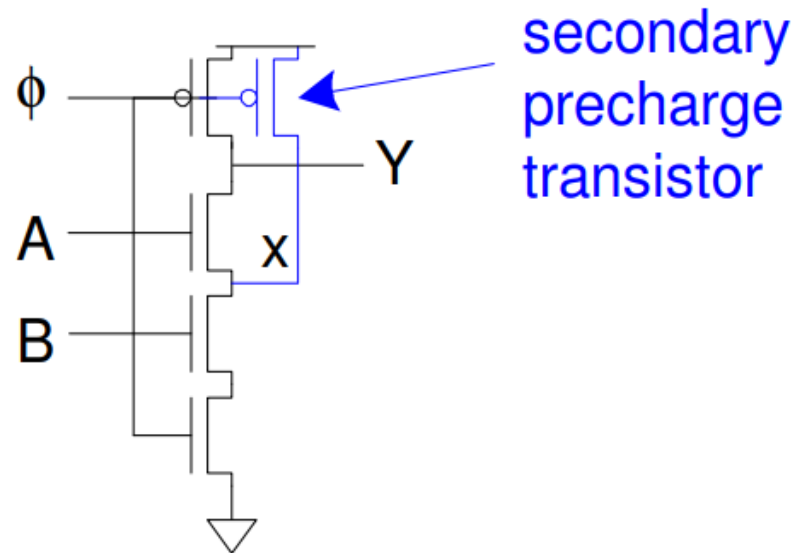 secondary
precharge
transistor
ϕ
Y
A
x
B